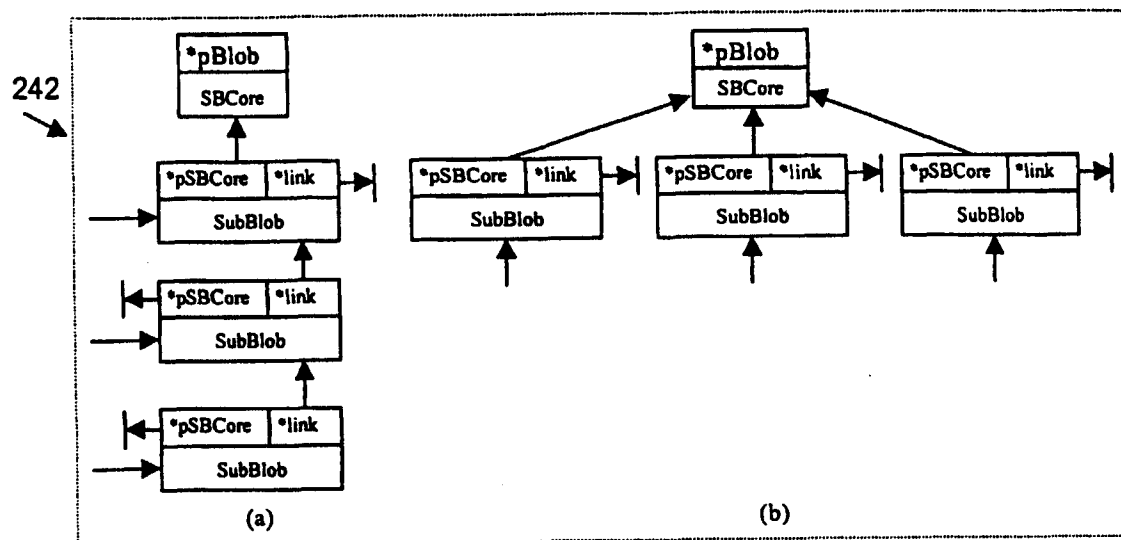 242
*pBlob
SBCore
*pSBCore *link
SubBlob
*pSBCore *link
SubBlob
*pSBCore *link
SubBlob
(a)
*pBlob
SBCore
*pSBCore *link
SubBlob
*pSBCore *link
SubBlob
*pSBCore *link
SubBlob
(b)